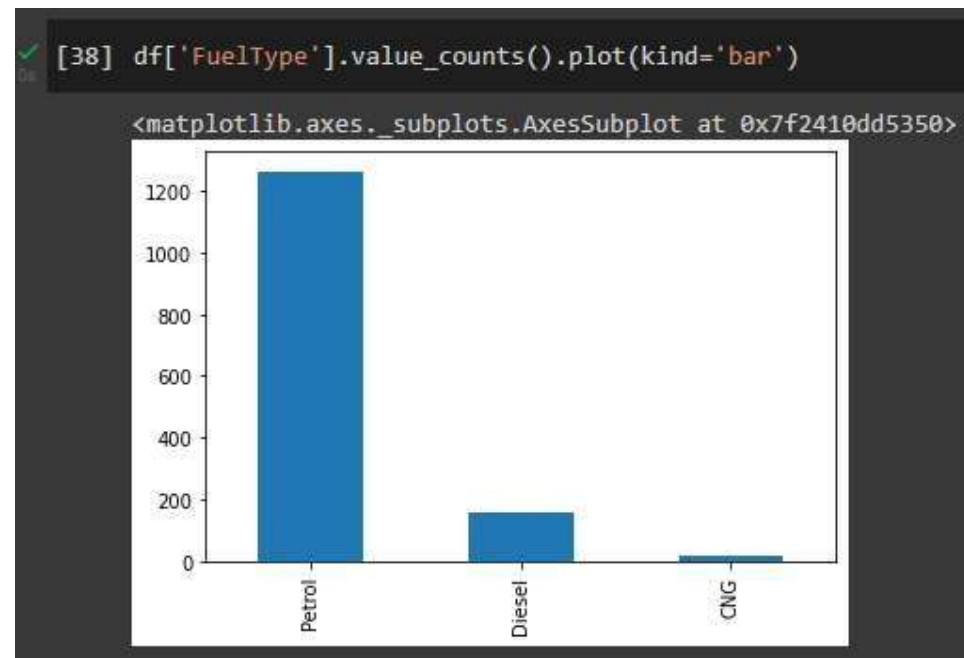 [38] df['FuelType'].value_counts().plot(kind='bar')
0s
<matplotlib.axes._subplots.AxesSubplot at 0x7f2410dd5350>
1200
1000
800
600
400
200
0
Petrol
Diesel
CNG